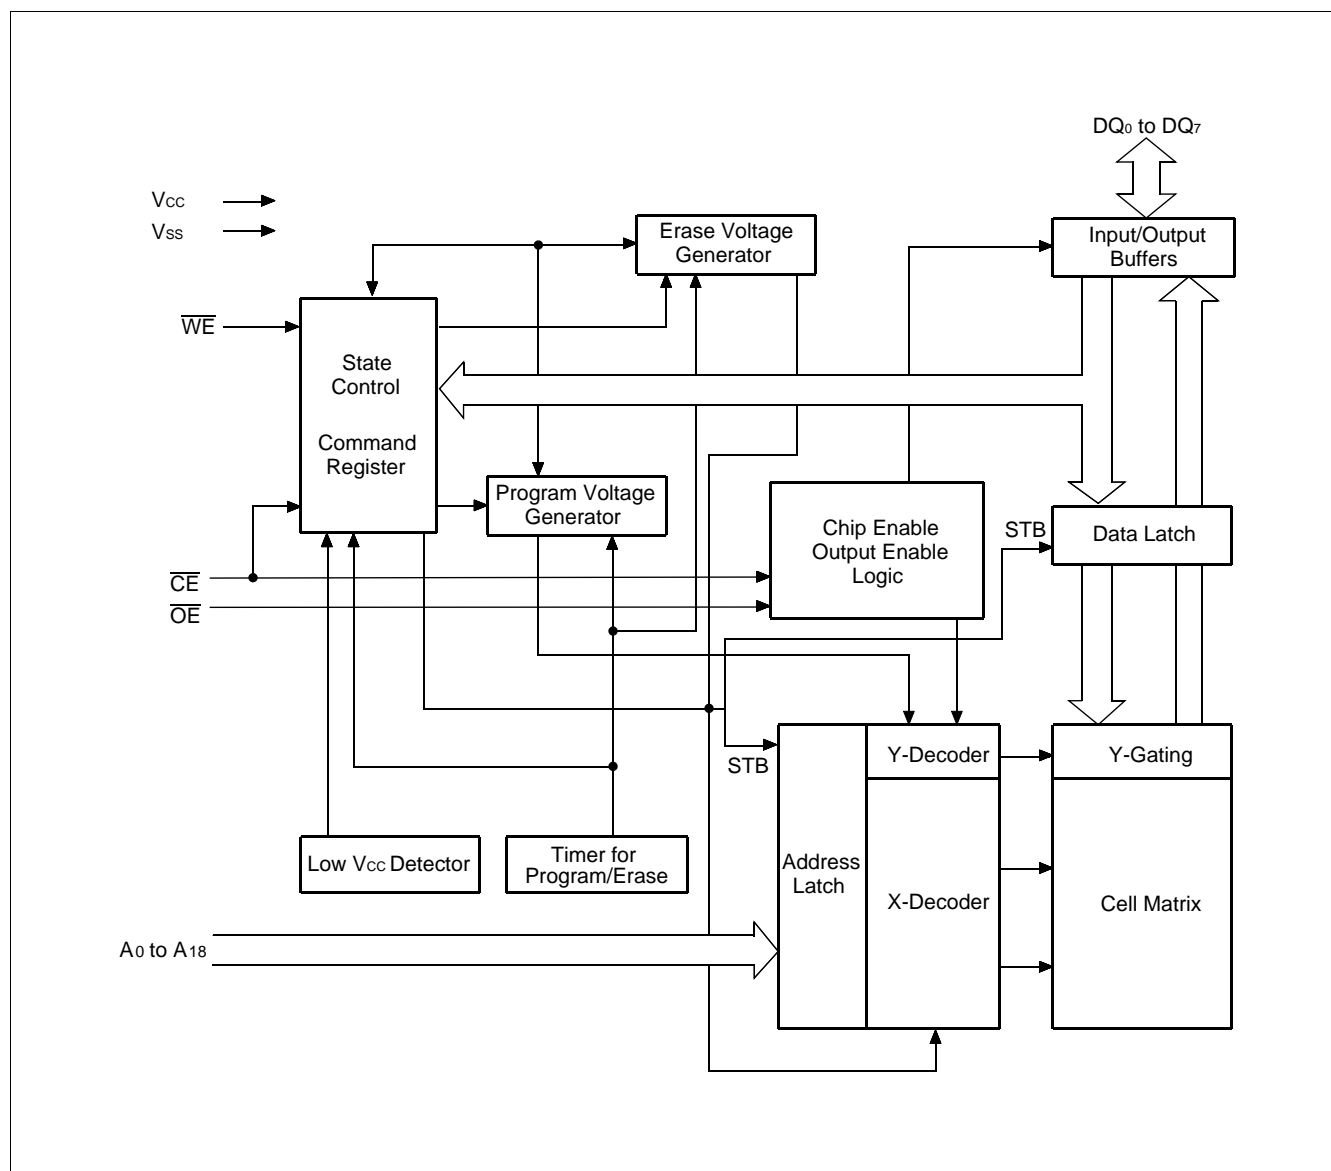 DQ0 to DQ7
VCC
VSS
Erase Voltage
Generator
Input/Output
Buffers
WE
State
Control
Command
Register
Program Voltage
Generator
Chip Enable
Output Enable
Logic
STB
Data Latch
CE
OE
STB
Y-Decoder
Y-Gating
Low VCC Detector
Timer for
Program/Erase
Address
Latch
X-Decoder
Cell Matrix
A0 to A18